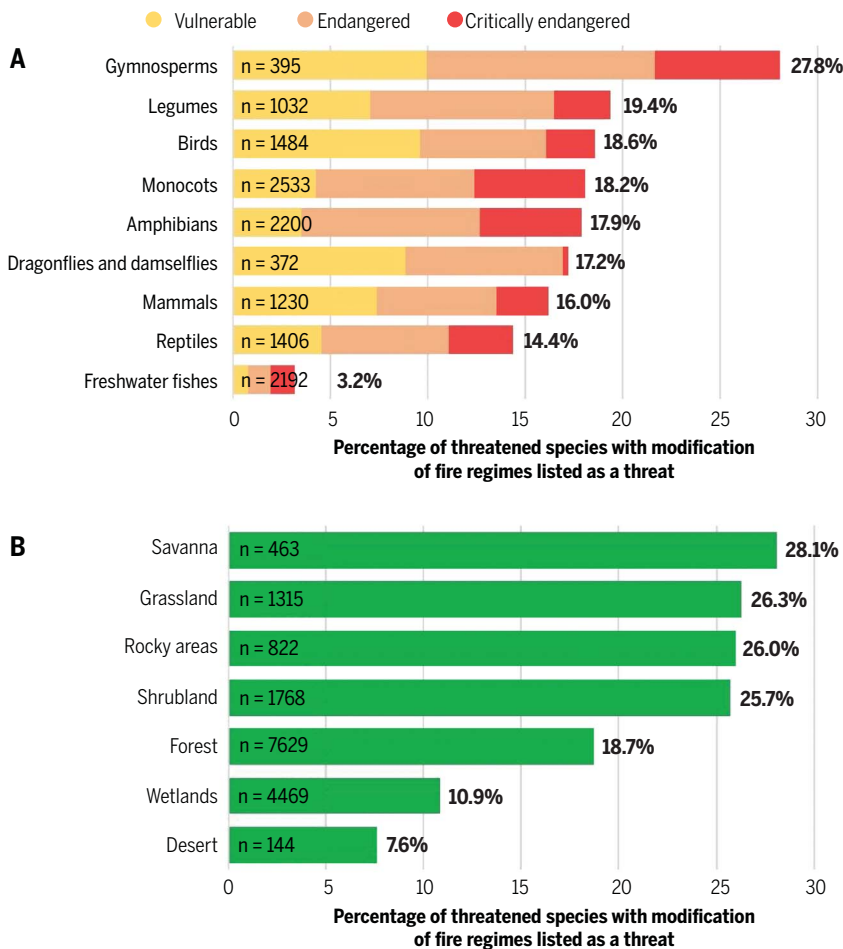 Vulnerable Endangered Critically endangered
A
Gymnosperms n = 395 27.8%
Legumes n = 1032 19.4%
Birds n = 1484 18.6%
Monocots n = 2533 18.2%
Amphibians n = 2200 17.9%
Dragonflies and damselflies n = 372 17.2%
Mammals n = 1230 16.0%
Reptiles n = 1406 14.4%
Freshwater fishes n = 2192 3.2%
0 5 10 15 20 25 30
Percentage of threatened species with modification
of fire regimes listed as a threat
B
Savanna n = 463 28.1%
Grassland n = 1315 26.3%
Rocky areas n = 822 26.0%
Shrubland n = 1768 25.7%
Forest n = 7629 18.7%
Wetlands n = 4469 10.9%
Desert n = 144 7.6%
0 5 10 15 20 25 30
Percentage of threatened species with modification
of fire regimes listed as a threat